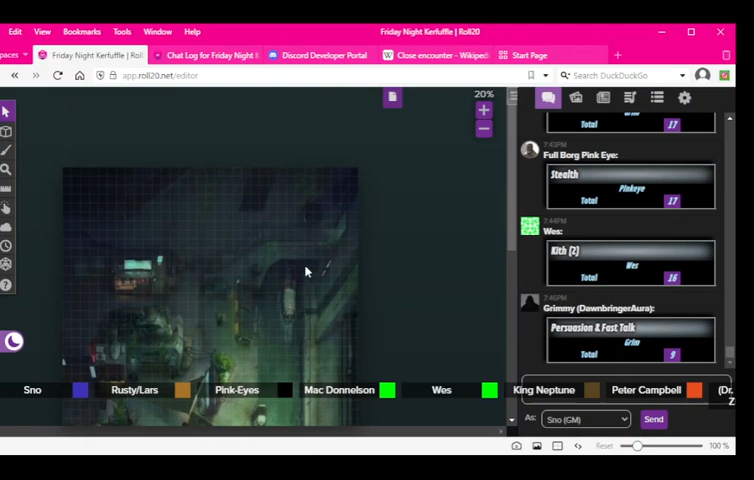 Edit View Bookmarks Tools Window Help Friday Night Kerfuffle | Roll20
paces Friday Night Kerfuffle | Roll Chat Log for Friday Night K Discord Developer Portal Close encounter - Wikiped Start Page
app.roll20.net/editor Search DuckDuckGo
20%
Total 17
7:43PM
Full Borg Pink Eye:
Stealth
Pinkeye
Total 17
7:44PM
Wes:
Kith (2)
Wes
Total 16
7:46PM
Grimmy (DawnbringerAura):
Persuasion & Fast Talk
Grim
Total 9
Sno Rusty/Lars Pink-Eyes Mac Donnelson Wes King Neptune Peter Campbell (Dr.
Z
As: Sno (GM) Send
Reset 100 %